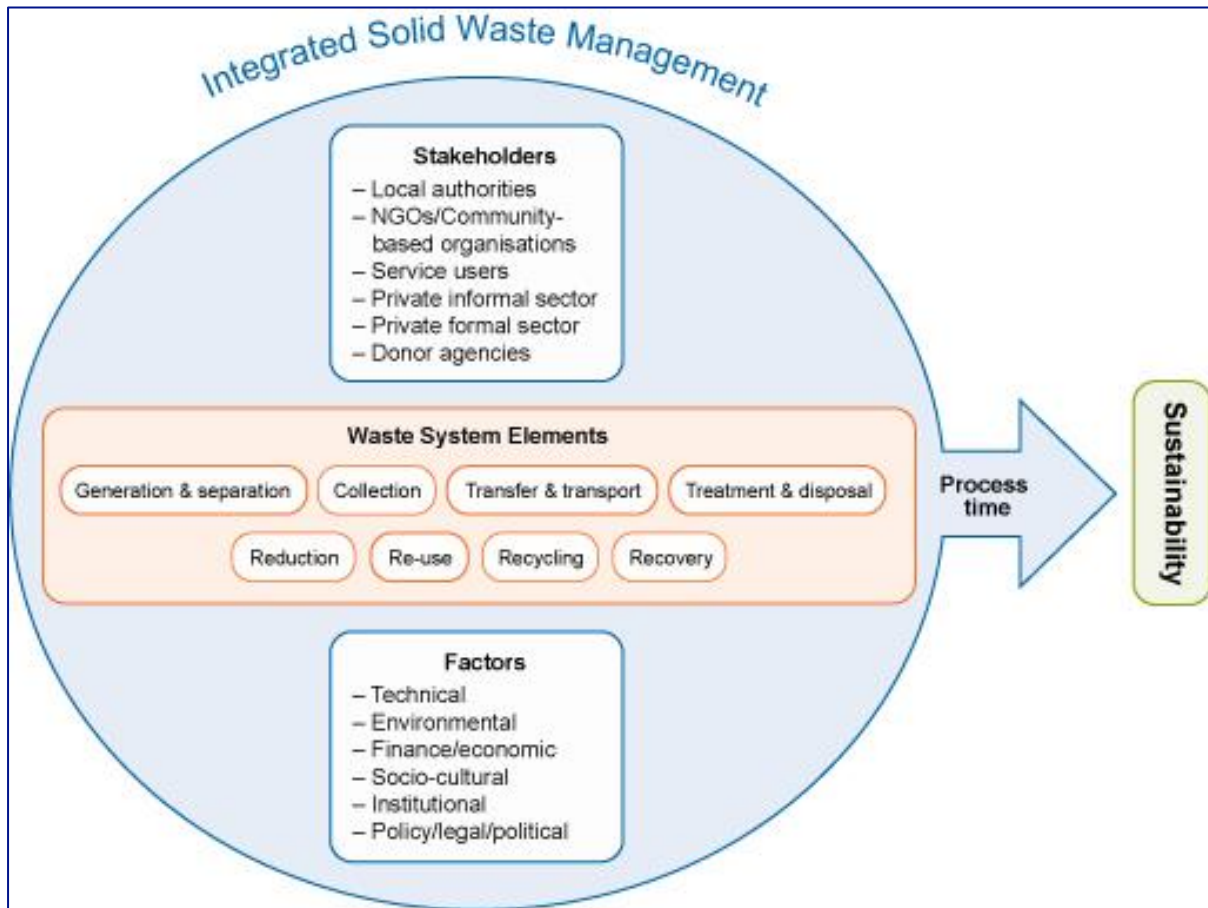 Integrated Solid Waste Management
Stakeholders
– Local authorities
– NGOs/Community-
based organisations
– Service users
– Private informal sector
– Private formal sector
– Donor agencies
Waste System Elements
Generation & separation
Collection
Transfer & transport
Treatment & disposal
Reduction
Re-use
Recycling
Recovery
Process
time
Sustainability
Factors
– Technical
– Environmental
– Finance/economic
– Socio-cultural
– Institutional
– Policy/legal/political